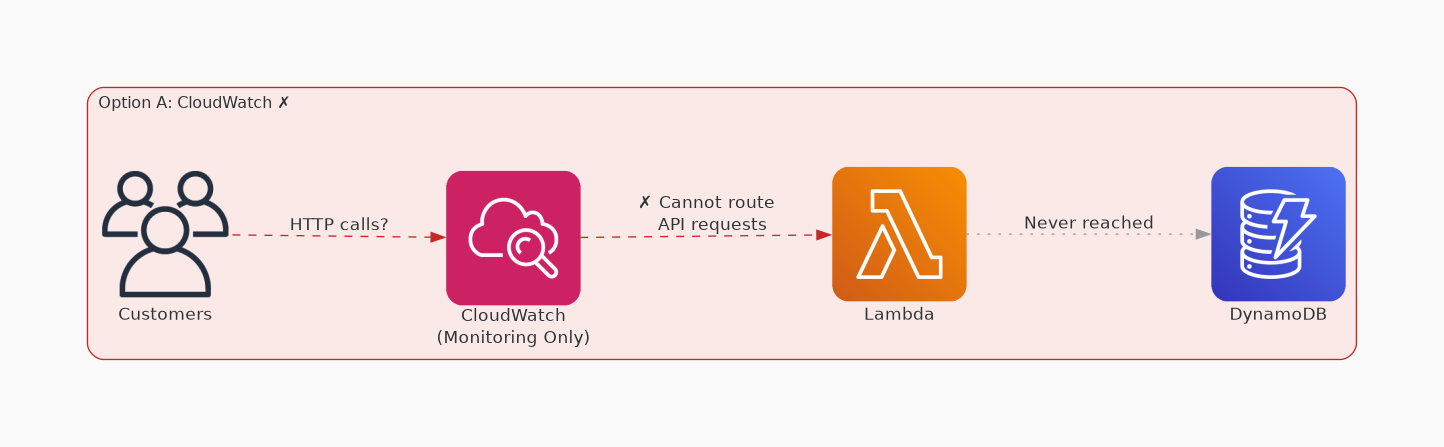 Option A: CloudWatch ✗
HTTP calls?
✗ Cannot route
API requests
Never reached
Customers
CloudWatch
(Monitoring Only)
Lambda
DynamoDB